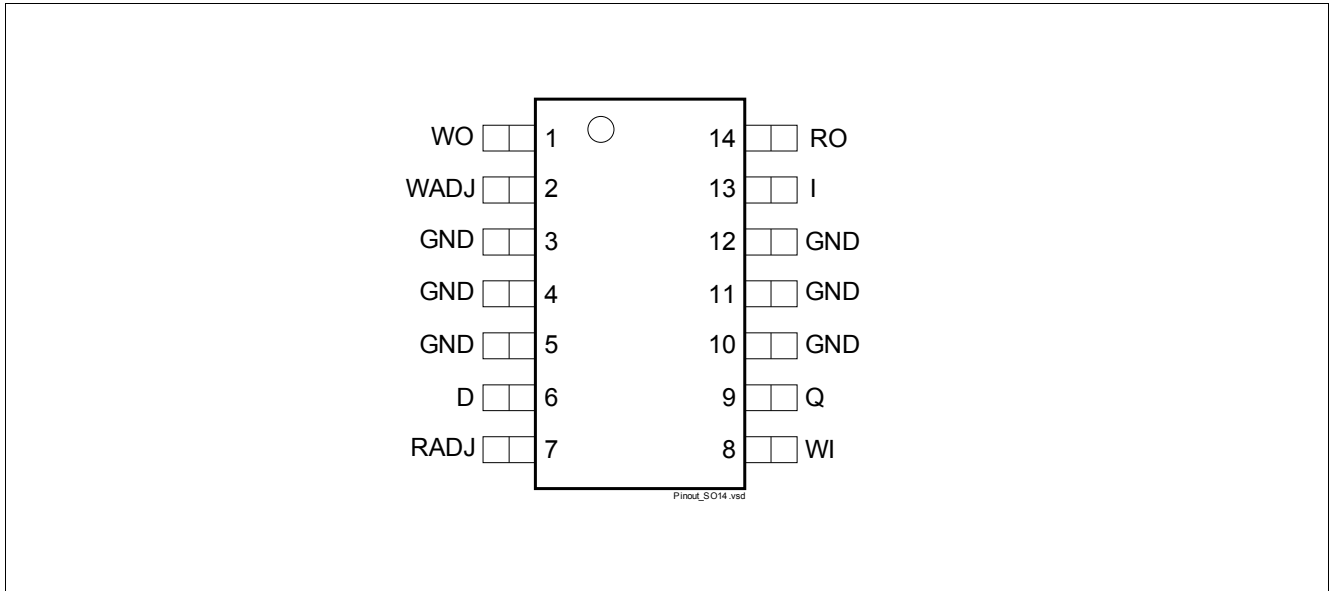 WO 1 14 RO
WADJ 2 13 I
GND 3 12 GND
GND 4 11 GND
GND 5 10 GND
D 6 9 Q
RADJ 7 8 WI
Pinout_SO14.vsd